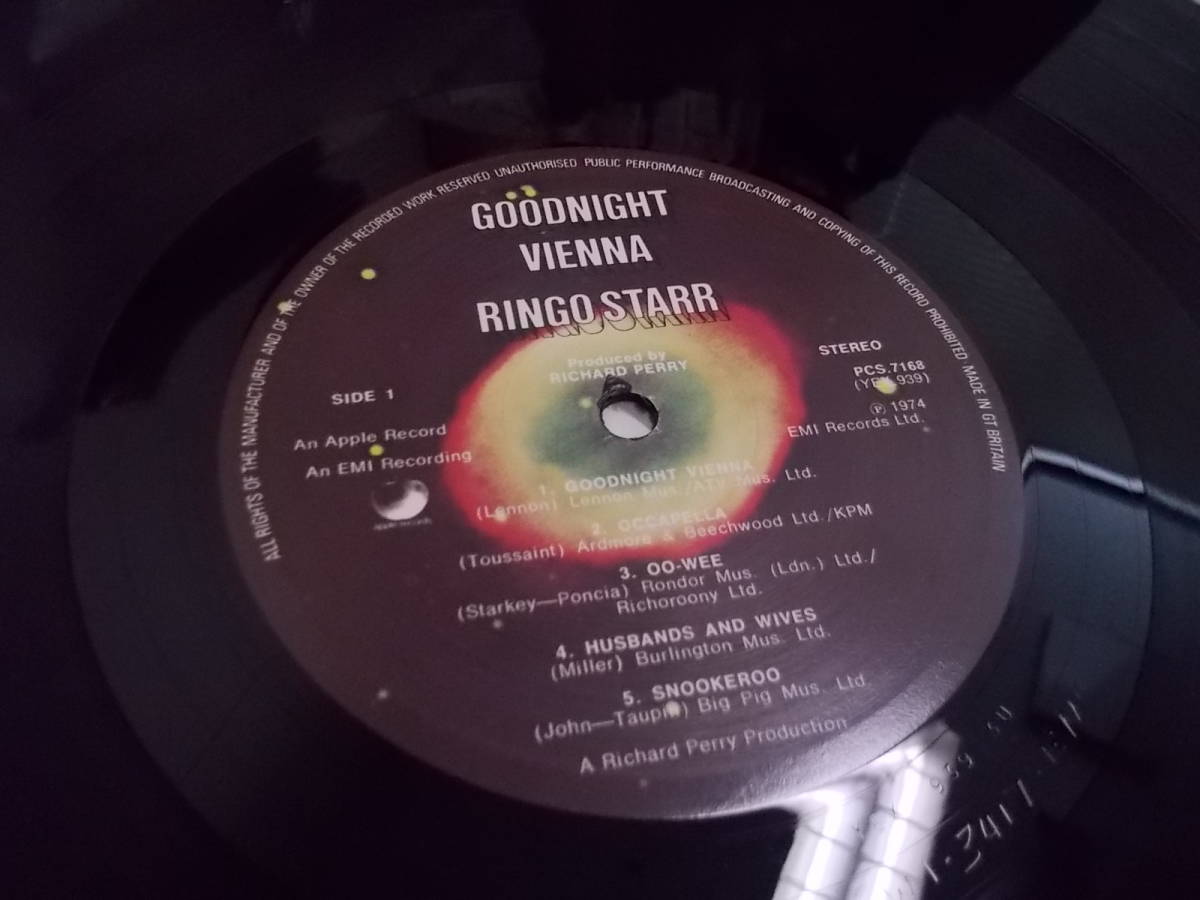 ALL RIGHTS OF THE MANUFACTURER AND OF THE OWNER OF THE RECORDED WORK RESERVED UNAUTHORISED PUBLIC PERFORMANCE BROADCASTING AND COPYING OF THIS RECORD PROHIBITED MADE IN GT BRITAIN
GOODNIGHT
VIENNA
RINGO STARR
Produced by
RICHARD PERRY
SIDE 1
An Apple Record
An EMI Recording
apple records
STEREO
PCS.7168
939)
Ⓟ 1974
EMI Records Ltd.
1. GOODNIGHT VIENNA
(Lennon) Lennon Mus./ATV Mus. Ltd.
2. OCCAPELLA
(Toussaint) Ardmore & Beechwood Ltd./KPM
3. OO-WEE
(Starkey—Poncia) Rondor Mus. (Ldn.) Ltd./
Richoroony Ltd.
4. HUSBANDS AND WIVES
(Miller) Burlington Mus. Ltd.
5. SNOOKEROO
(John—Taupin) Big Pig Mus. Ltd.
A Richard Perry Production